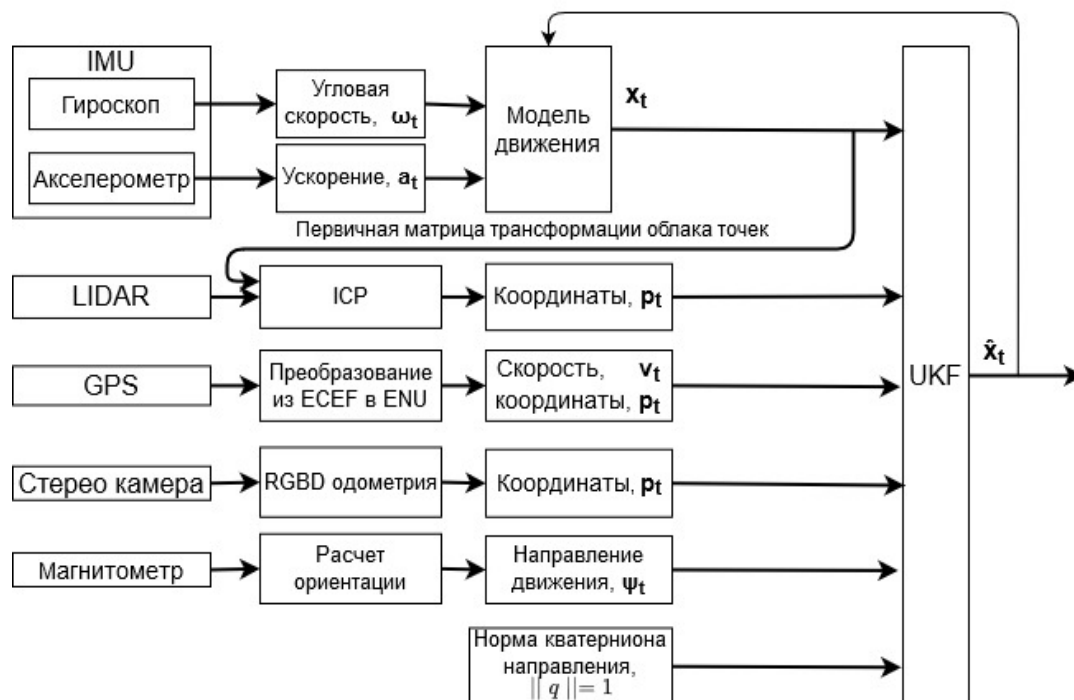 IMU
Гироскоп
Акселерометр
Угловая
скорость, ωt
Ускорение, at
Модель
движения
xt
Первичная матрица трансформации облака точек
LIDAR
ICP
Координаты, pt
GPS
Преобразование
из ECEF в ENU
Скорость, vt
координаты, pt
Стерео камера
RGBD одометрия
Координаты, pt
Магнитометр
Расчет
ориентации
Направление
движения, ψt
Норма кватерниона
направления,
|| q ||= 1
UKF
x̂t